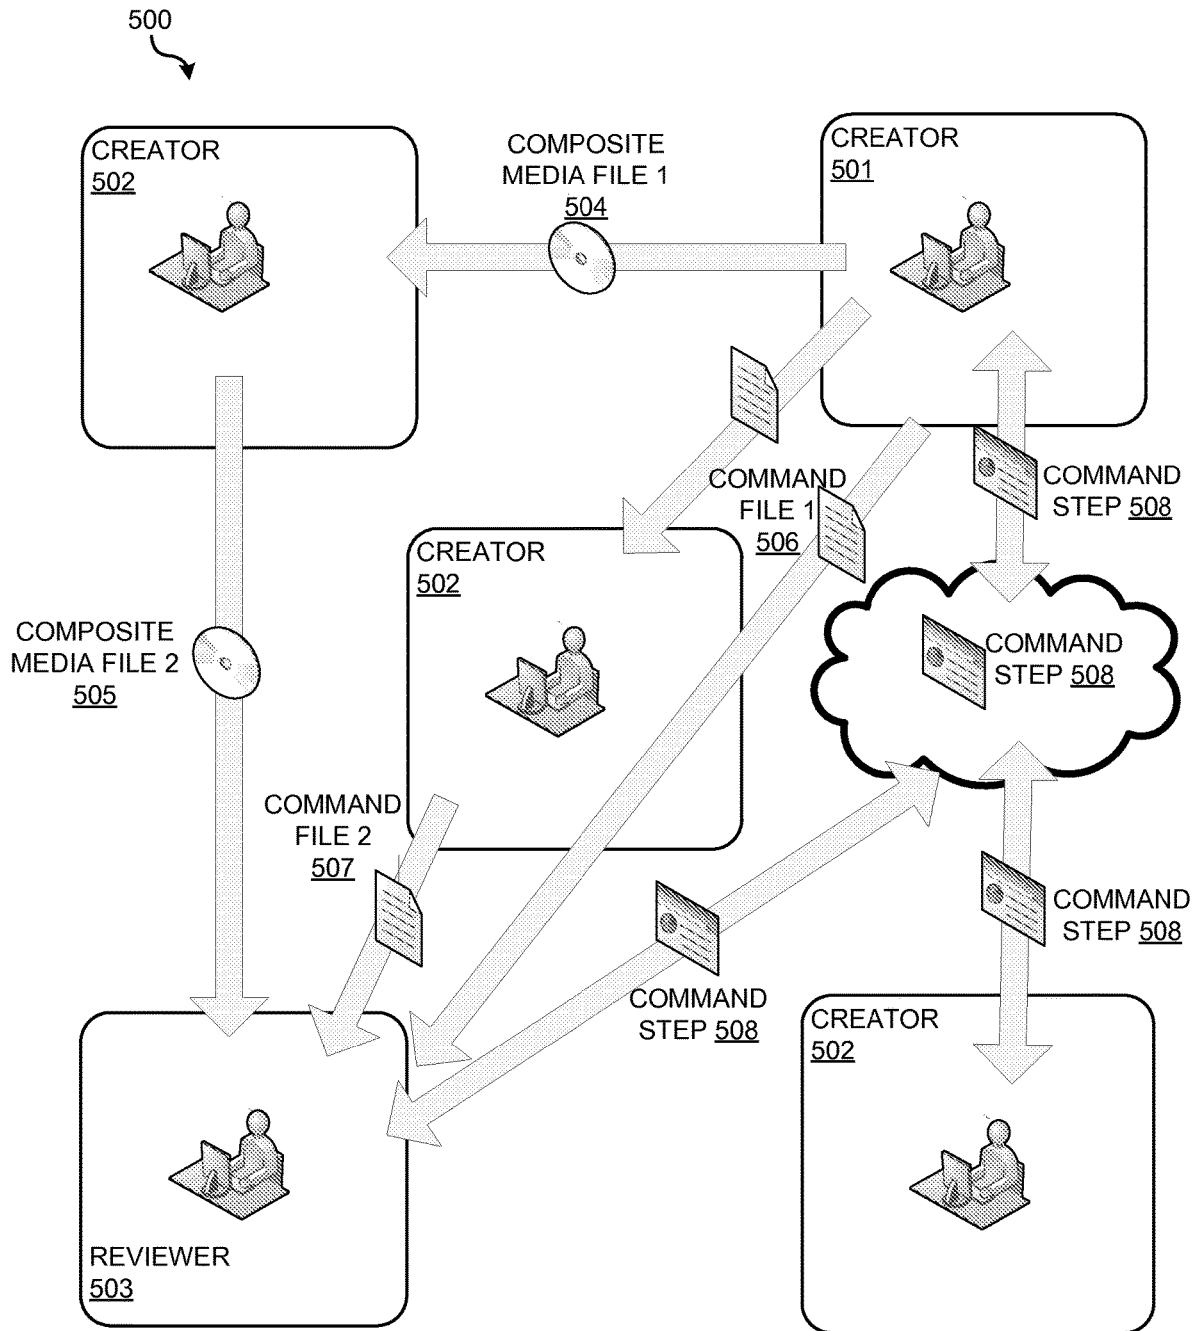 500
CREATOR
502
COMPOSITE
MEDIA FILE 1
504
CREATOR
501
COMMAND
STEP 508
COMMAND
FILE 1
506
CREATOR
502
COMMAND
STEP 508
COMPOSITE
MEDIA FILE 2
505
COMMAND
FILE 2
507
COMMAND
STEP 508
COMMAND
STEP 508
CREATOR
502
REVIEWER
503